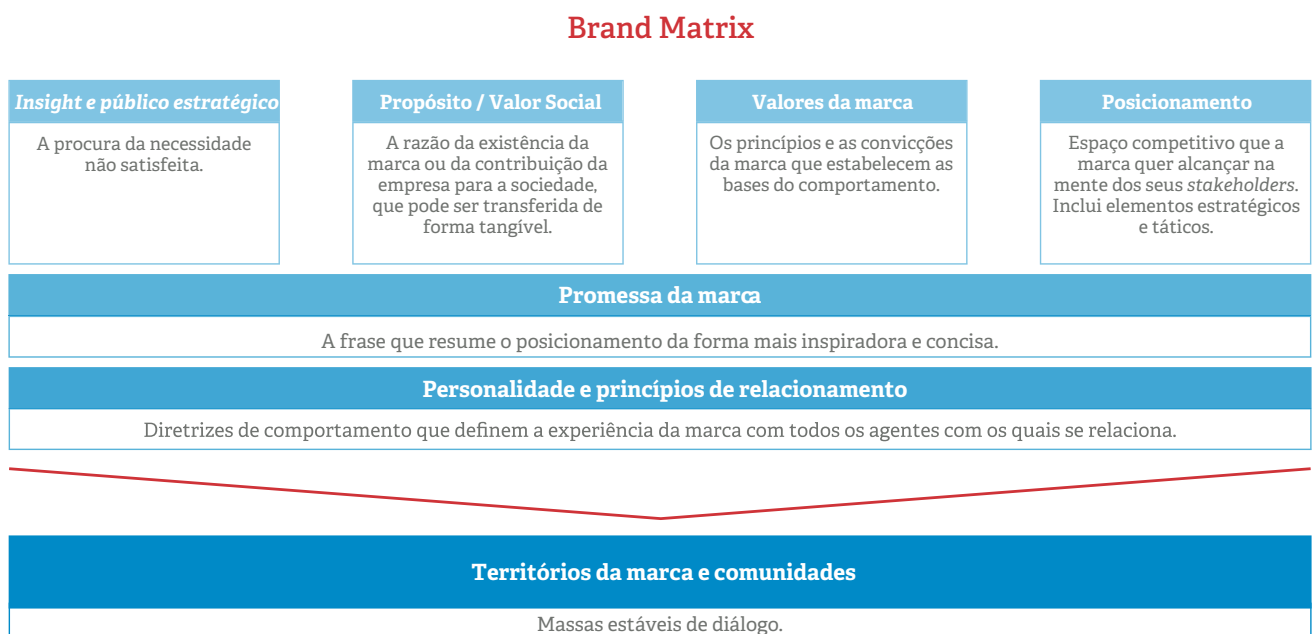 Brand Matrix
Insight e público estratégico
A procura da necessidade
não satisfeita.
Propósito / Valor Social
A razão da existência da
marca ou da contribuição da
empresa para a sociedade,
que pode ser transferida de
forma tangível.
Valores da marca
Os princípios e as convicções
da marca que estabelecem as
bases do comportamento.
Posicionamento
Espaço competitivo que a
marca quer alcançar na
mente dos seus stakeholders.
Inclui elementos estratégicos
e táticos.
Promessa da marca
A frase que resume o posicionamento da forma mais inspiradora e concisa.
Personalidade e princípios de relacionamento
Diretrizes de comportamento que definem a experiência da marca com todos os agentes com os quais se relaciona.
Territórios da marca e comunidades
Massas estáveis de diálogo.